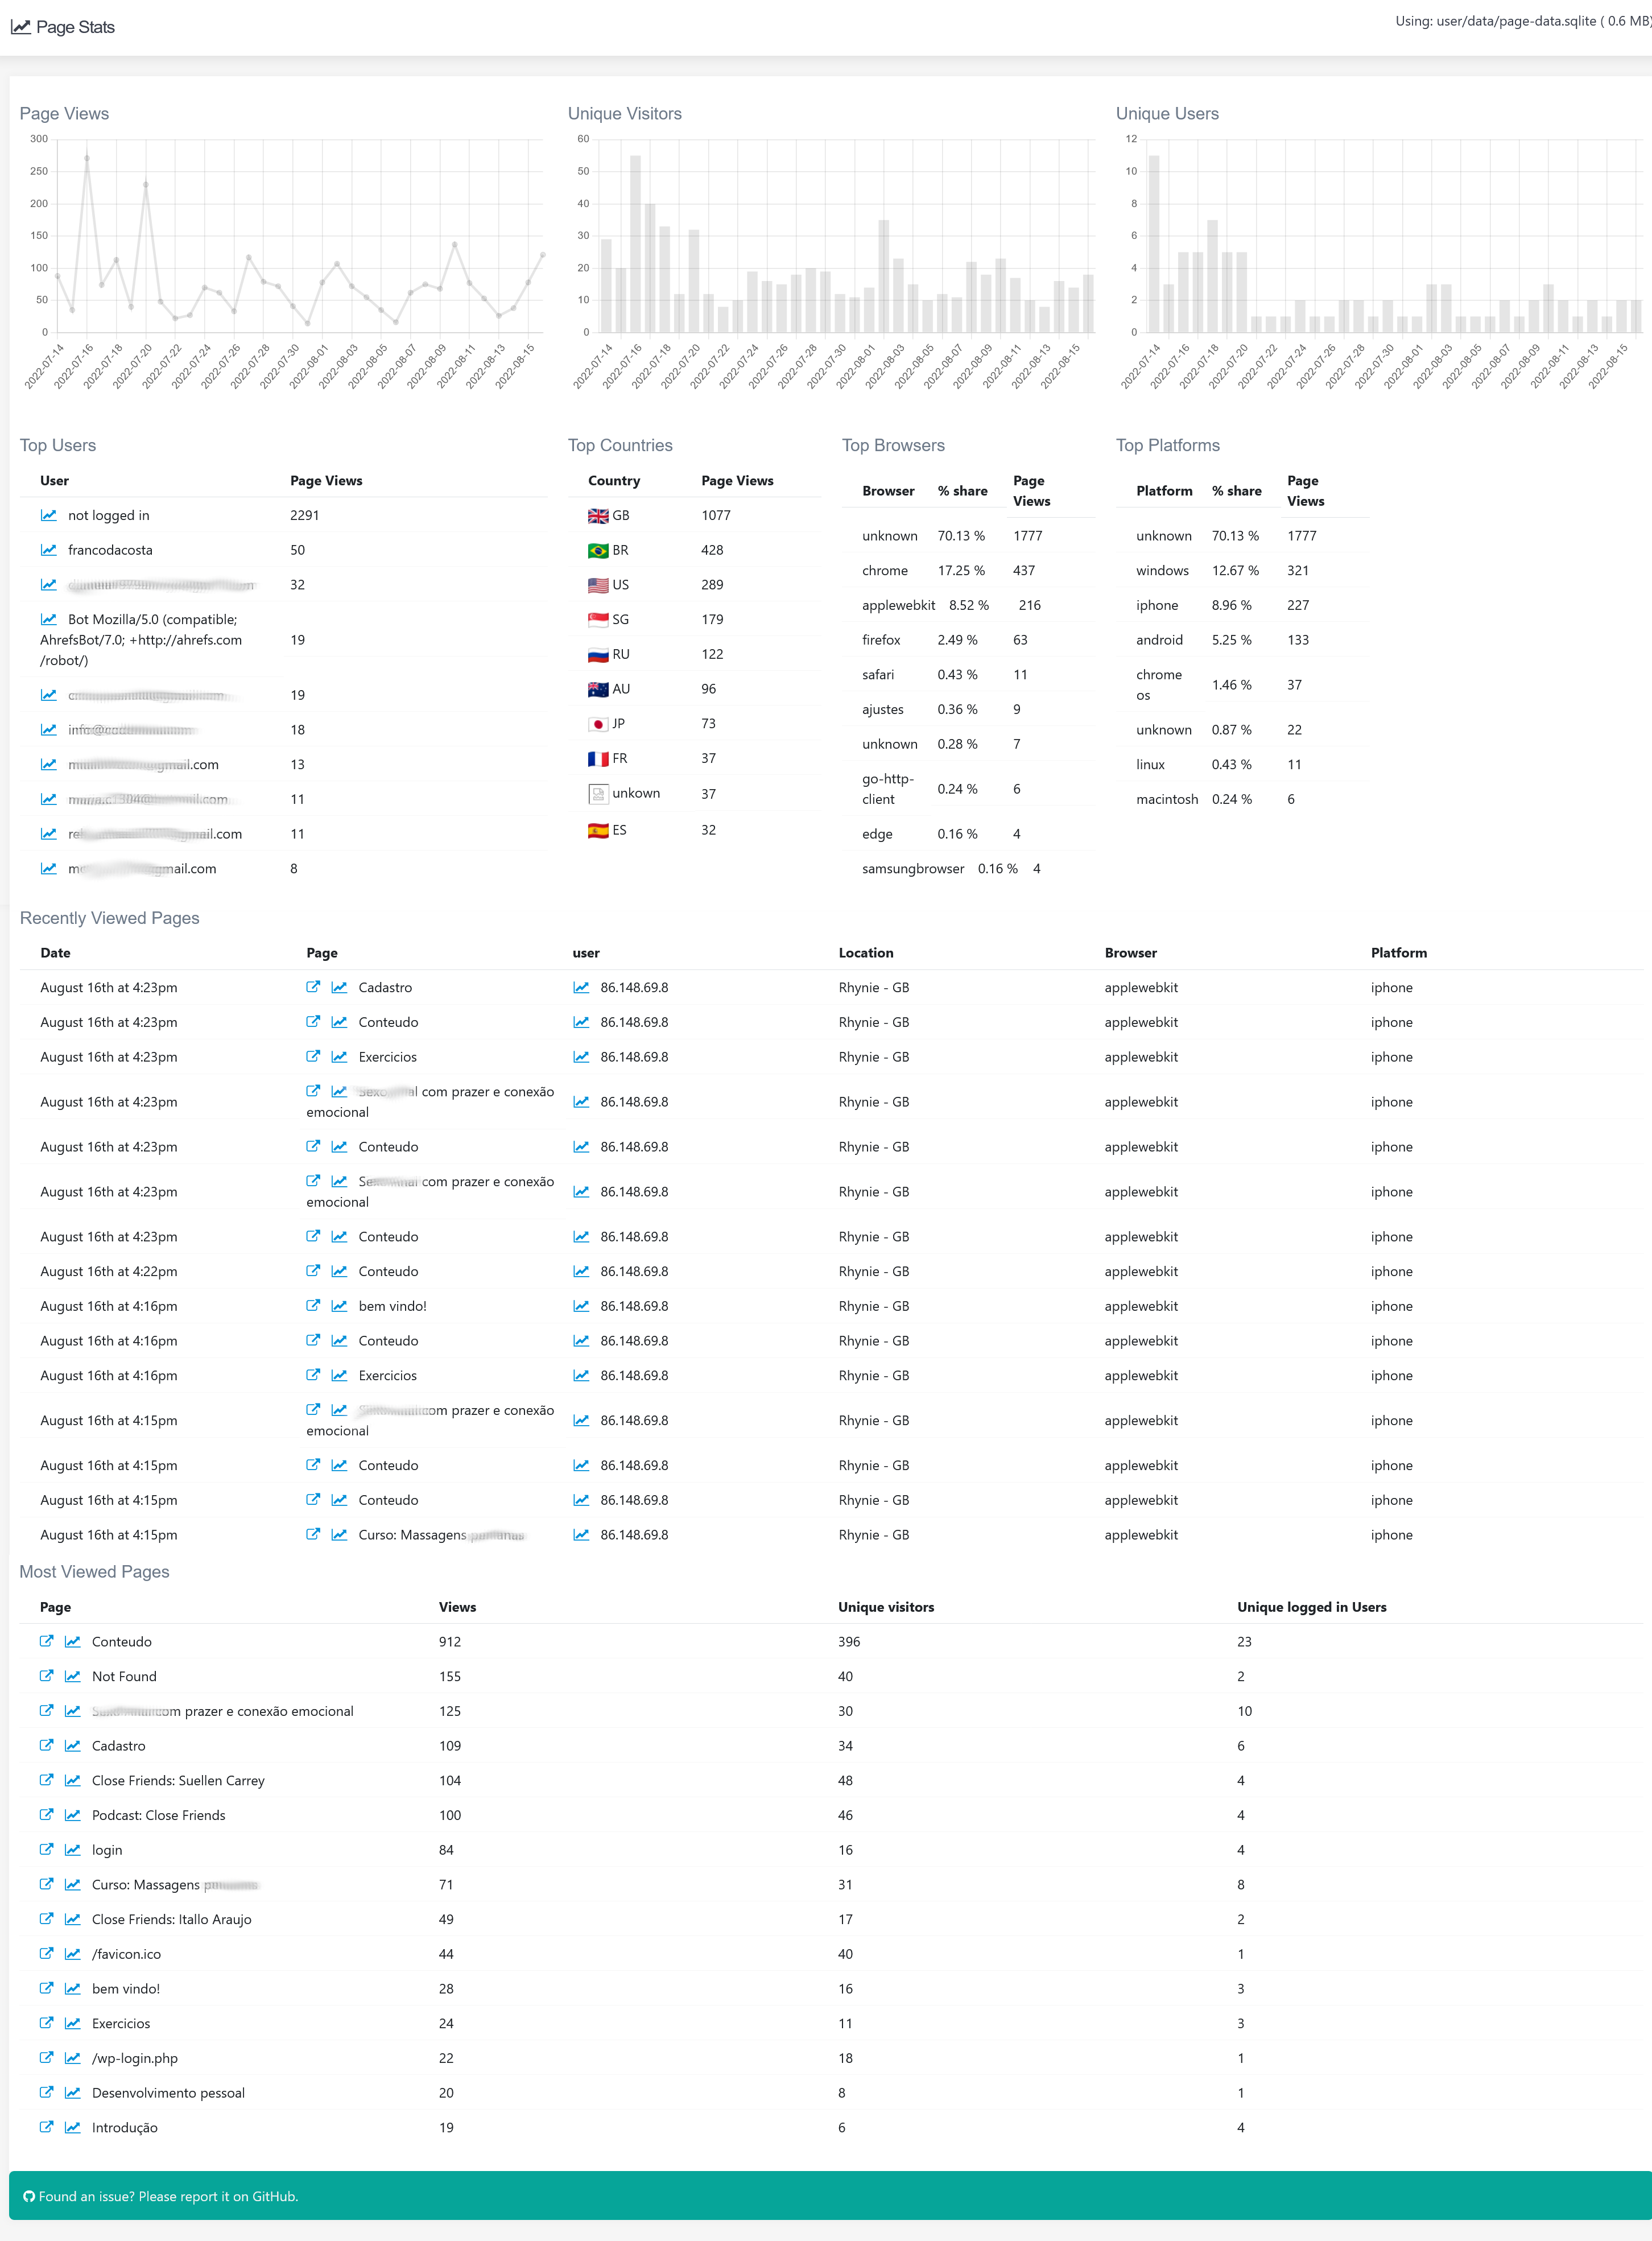 Page Stats
Using: user/data/page-data.sqlite ( 0.6 MB)
Page Views
300
250
200
150
100
50
0
2022-07-14
2022-07-16
2022-07-18
2022-07-20
2022-07-22
2022-07-24
2022-07-26
2022-07-28
2022-07-30
2022-08-01
2022-08-03
2022-08-05
2022-08-07
2022-08-09
2022-08-11
2022-08-13
2022-08-15
Unique Visitors
60
50
40
30
20
10
0
2022-07-14
2022-07-16
2022-07-18
2022-07-20
2022-07-22
2022-07-24
2022-07-26
2022-07-28
2022-07-30
2022-08-01
2022-08-03
2022-08-05
2022-08-07
2022-08-09
2022-08-11
2022-08-13
2022-08-15
Unique Users
12
10
8
6
4
2
0
2022-07-14
2022-07-16
2022-07-18
2022-07-20
2022-07-22
2022-07-24
2022-07-26
2022-07-28
2022-07-30
2022-08-01
2022-08-03
2022-08-05
2022-08-07
2022-08-09
2022-08-11
2022-08-13
2022-08-15
Top Users
User Page Views
not logged in 2291
francodacosta 50
32
Bot Mozilla/5.0 (compatible;
AhrefsBot/7.0; +http://ahrefs.com 19
/robot/)
19
info@ 18
gmail.com 13
11
.com 11
gmail.com 8
Top Countries
Country Page Views
GB 1077
BR 428
US 289
SG 179
RU 122
AU 96
JP 73
FR 37
unkown 37
ES 32
Top Browsers
Browser % share Page
Views
unknown 70.13 % 1777
chrome 17.25 % 437
applewebkit 8.52 % 216
firefox 2.49 % 63
safari 0.43 % 11
ajustes 0.36 % 9
unknown 0.28 % 7
go-http-
client 0.24 % 6
edge 0.16 % 4
samsungbrowser 0.16 % 4
Top Platforms
Platform % share Page
Views
unknown 70.13 % 1777
windows 12.67 % 321
iphone 8.96 % 227
android 5.25 % 133
chrome
os 1.46 % 37
unknown 0.87 % 22
linux 0.43 % 11
macintosh 0.24 % 6
Recently Viewed Pages
Date Page user Location Browser Platform
August 16th at 4:23pm Cadastro 86.148.69.8 Rhynie - GB applewebkit iphone
August 16th at 4:23pm Conteudo 86.148.69.8 Rhynie - GB applewebkit iphone
August 16th at 4:23pm Exercicios 86.148.69.8 Rhynie - GB applewebkit iphone
August 16th at 4:23pm com prazer e conexão 86.148.69.8 Rhynie - GB applewebkit iphone
emocional
August 16th at 4:23pm Conteudo 86.148.69.8 Rhynie - GB applewebkit iphone
August 16th at 4:23pm com prazer e conexão 86.148.69.8 Rhynie - GB applewebkit iphone
emocional
August 16th at 4:23pm Conteudo 86.148.69.8 Rhynie - GB applewebkit iphone
August 16th at 4:22pm Conteudo 86.148.69.8 Rhynie - GB applewebkit iphone
August 16th at 4:16pm bem vindo! 86.148.69.8 Rhynie - GB applewebkit iphone
August 16th at 4:16pm Conteudo 86.148.69.8 Rhynie - GB applewebkit iphone
August 16th at 4:16pm Exercicios 86.148.69.8 Rhynie - GB applewebkit iphone
August 16th at 4:15pm com prazer e conexão 86.148.69.8 Rhynie - GB applewebkit iphone
emocional
August 16th at 4:15pm Conteudo 86.148.69.8 Rhynie - GB applewebkit iphone
August 16th at 4:15pm Conteudo 86.148.69.8 Rhynie - GB applewebkit iphone
August 16th at 4:15pm Curso: Massagens 86.148.69.8 Rhynie - GB applewebkit iphone
Most Viewed Pages
Page Views Unique visitors Unique logged in Users
Conteudo 912 396 23
Not Found 155 40 2
com prazer e conexão emocional 125 30 10
Cadastro 109 34 6
Close Friends: Suellen Carrey 104 48 4
Podcast: Close Friends 100 46 4
login 84 16 4
Curso: Massagens 71 31 8
Close Friends: Itallo Araujo 49 17 2
/favicon.ico 44 40 1
bem vindo! 28 16 3
Exercicios 24 11 3
/wp-login.php 22 18 1
Desenvolvimento pessoal 20 8 1
Introdução 19 6 4
Found an issue? Please report it on GitHub.